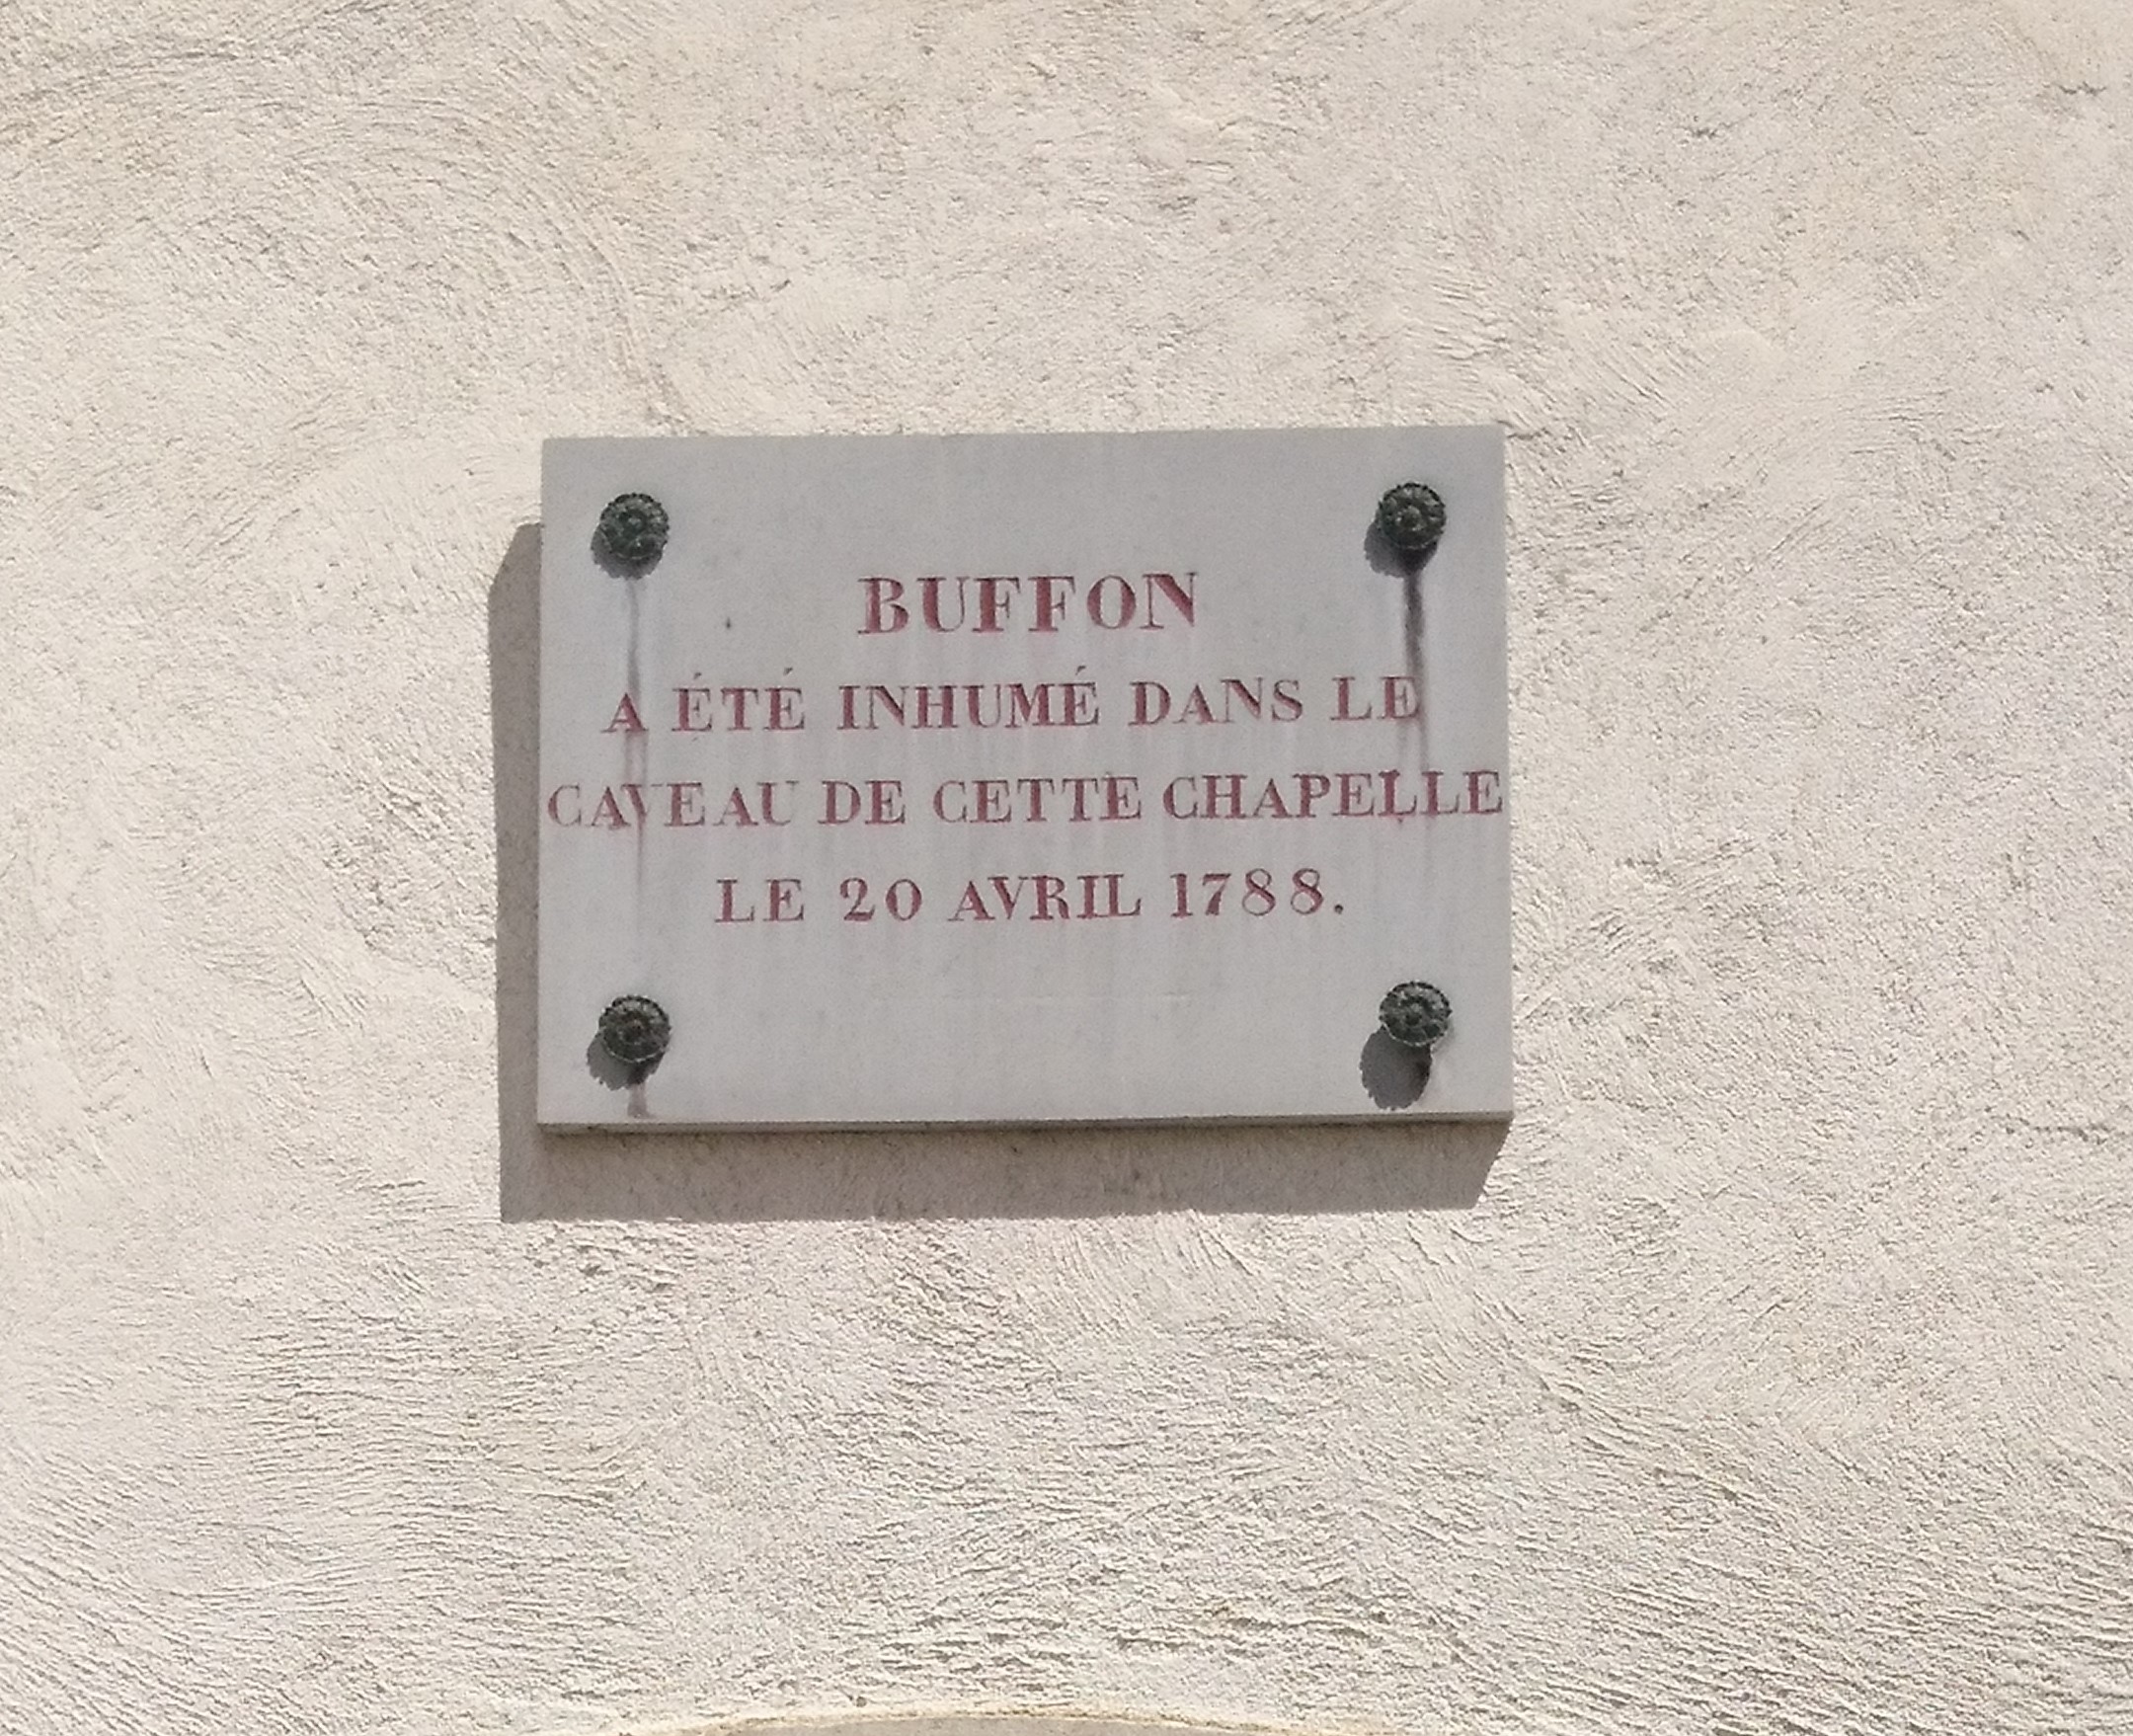 BUFFON
A ÉTÉ INHUMÉ DANS LE
CAVEAU DE CETTE CHAPELLE
LE 20 AVRIL 1788.